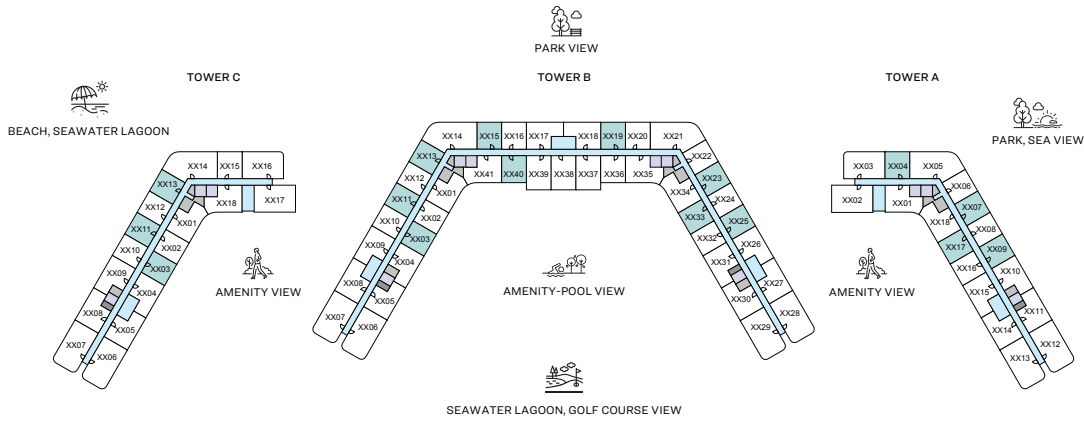 PARK VIEW
TOWER C
TOWER B
TOWER A
BEACH, SEAWATER LAGOON
PARK, SEA VIEW
XX14 XX15 XX16
XX13
XX12
XX11
XX10
XX09
XX08
XX07
XX06
XX05
XX04
XX03
XX02
XX01
XX18
XX17
AMENITY VIEW
XX14 XX15 XX16 XX17 XX18 XX19 XX20 XX21
XX13
XX12
XX11
XX10
XX09
XX08
XX07
XX06
XX05
XX04
XX03
XX02
XX01
XX41 XX40 XX39 XX38 XX37 XX36 XX35
XX34
XX33
XX32
XX31
XX30
XX29
XX28
XX27
XX26
XX25
XX24
XX23
XX22
AMENITY-POOL VIEW
XX03 XX04 XX05
XX02 XX01
XX06
XX07
XX08
XX09
XX10
XX11
XX12
XX13
XX14
XX15
XX16
XX17
XX18
AMENITY VIEW
SEAWATER LAGOON, GOLF COURSE VIEW